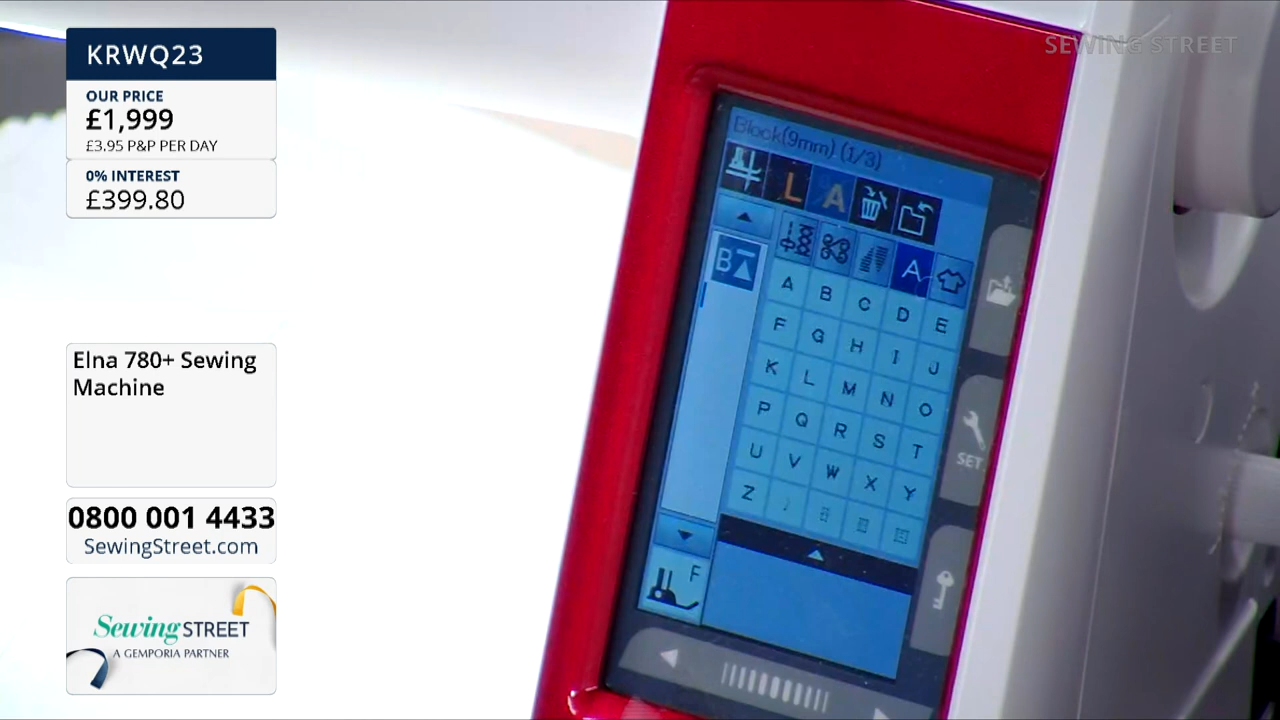 KRWQ23
OUR PRICE
£1,999
£3.95 P&P PER DAY
0% INTEREST
£399.80
Elna 780+ Sewing
Machine
0800 001 4433
SewingStreet.com
Sewing STREET
A GEMPORIA PARTNER
SEWING STREET
Block(9mm) (1/3)
L A
B
A
A B C D E
F G H I J
K L M N O
P Q R S T
U V W X Y
Z
F
SET